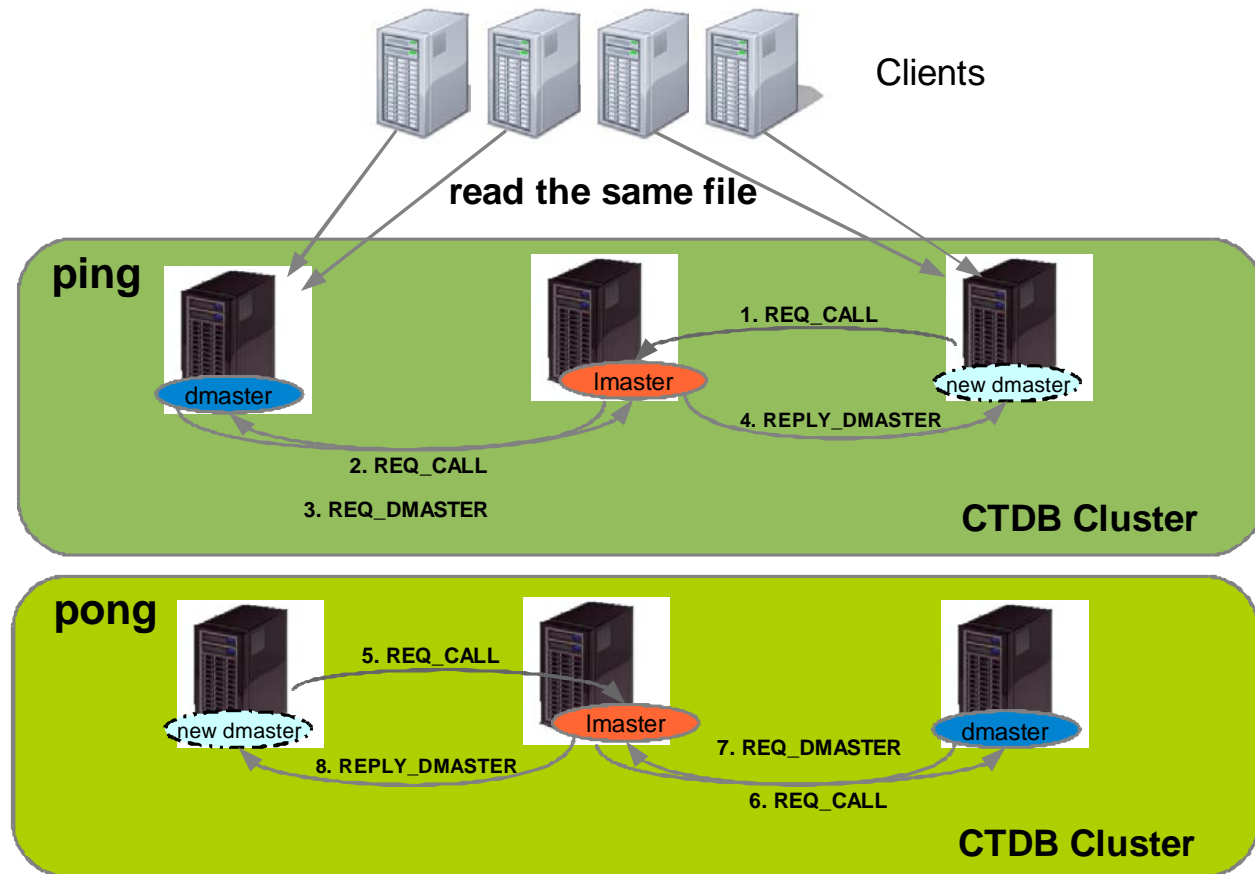 Clients
read the same file
ping
1. REQ_CALL
dmaster
lmaster
new dmaster
4. REPLY_DMASTER
2. REQ_CALL
3. REQ_DMASTER
CTDB Cluster
pong
5. REQ_CALL
new dmaster
lmaster
dmaster
7. REQ_DMASTER
8. REPLY_DMASTER
6. REQ_CALL
CTDB Cluster